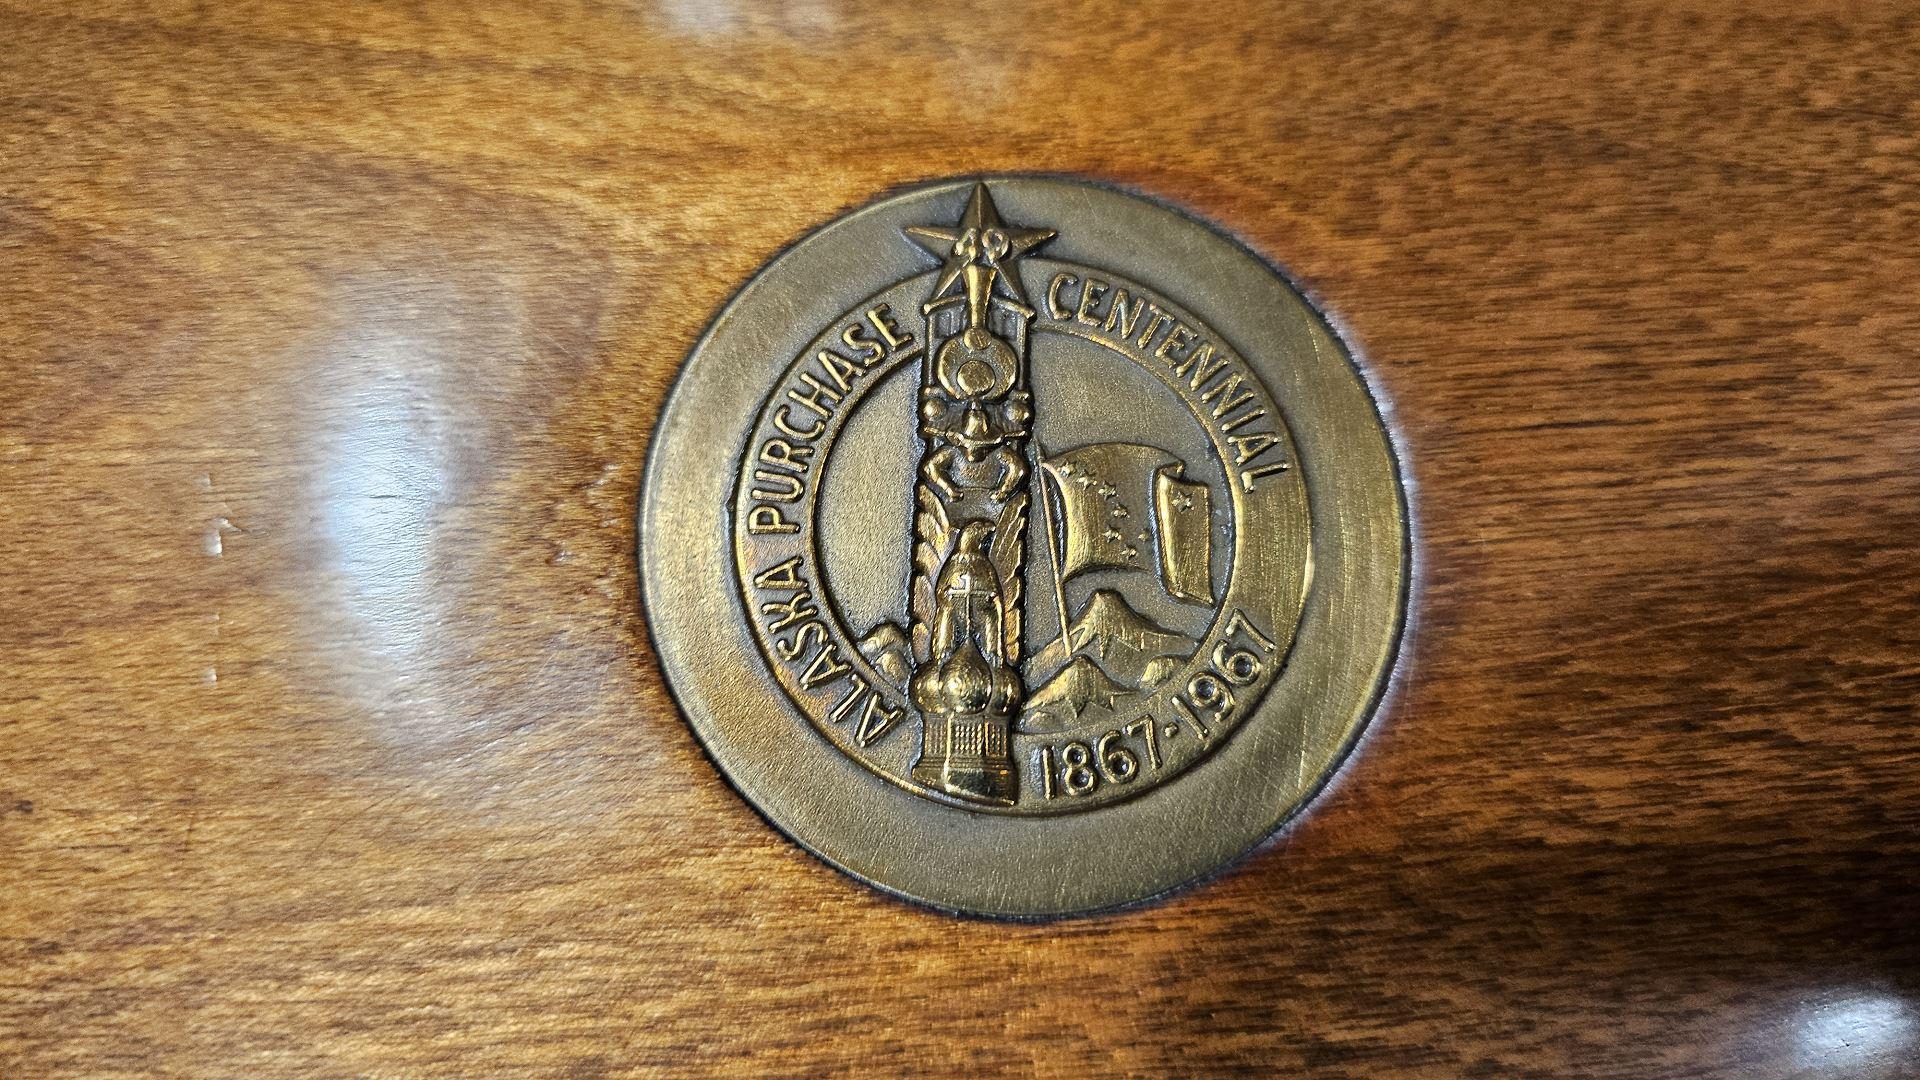 49
ALASKA PURCHASE
CENTENNIAL
1867·1967